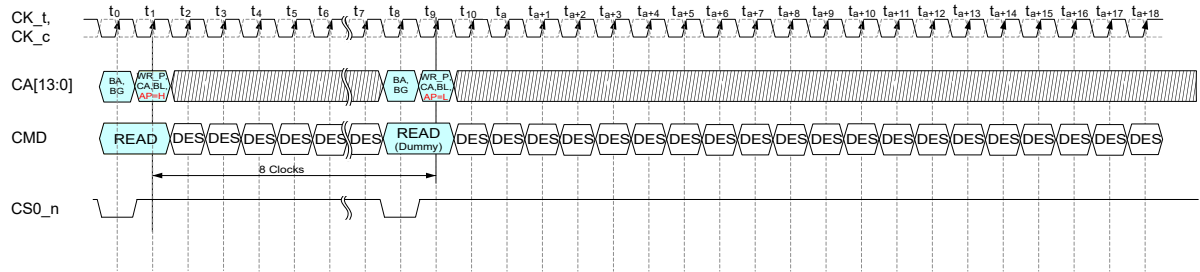 CK_t,
CK_c
t0 t1 t2 t3 t4 t5 t6 t7 t8 t9 t10 ta ta+1 ta+2 ta+3 ta+4 ta+5 ta+6 ta+7 ta+8 ta+9 ta+10 ta+11 ta+12 ta+13 ta+14 ta+15 ta+16 ta+17 ta+18
CA[13:0]
BA,
BG
WR_P,
CA,BL,
AP=H
BA,
BG
WR_P,
CA,BL,
AP=L
CMD
READ DES DES DES DES DES DES
READ
(Dummy)
DES DES DES DES DES DES DES DES DES DES DES DES DES DES DES DES DES DES DES DES
8 Clocks
CS0_n